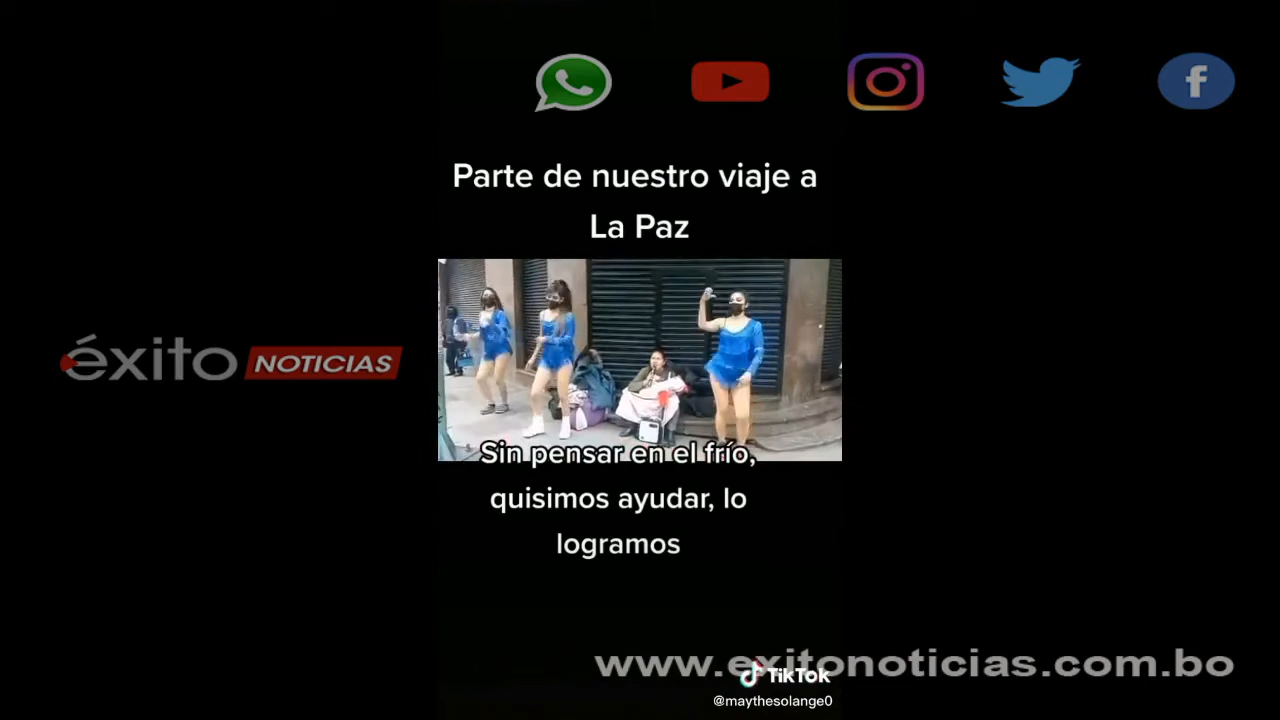 Parte de nuestro viaje a
La Paz
éxito NOTICIAS
Sin pensar en el frío,
quisimos ayudar, lo
logramos
www.exitonoticias.com.bo
TikTok
@maythesolange0